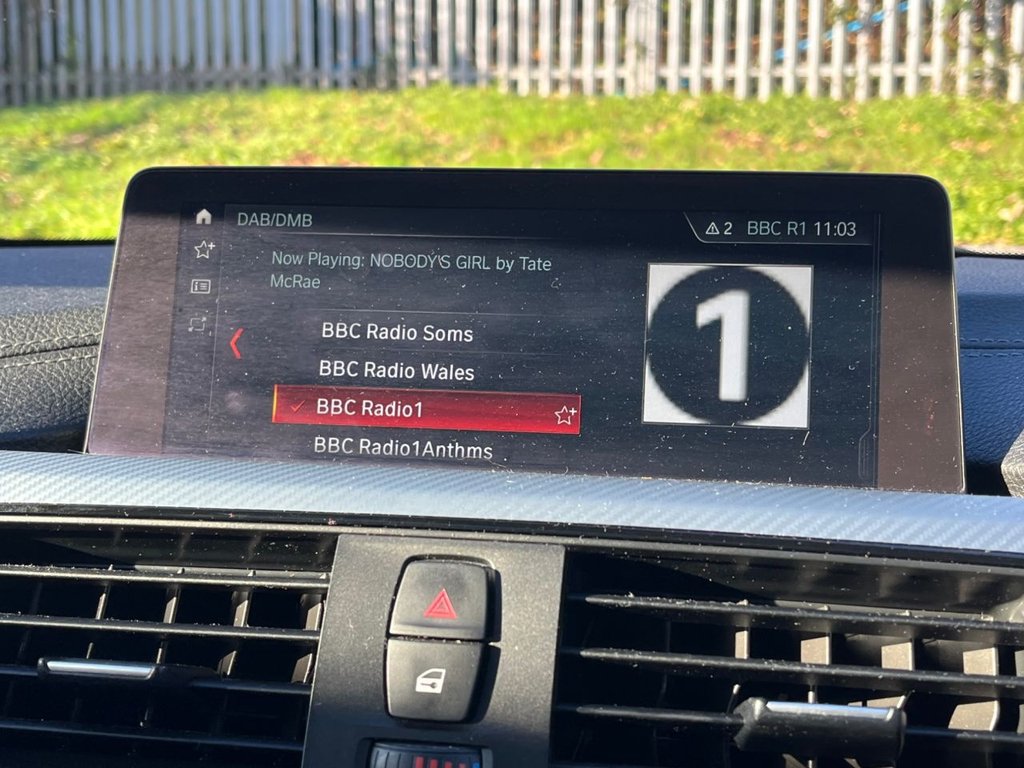 DAB/DMB
2 BBC R1 11:03
Now Playing: NOBODY'S GIRL by Tate
McRae
1
BBC Radio Soms
BBC Radio Wales
BBC Radio1
BBC Radio1Anthms